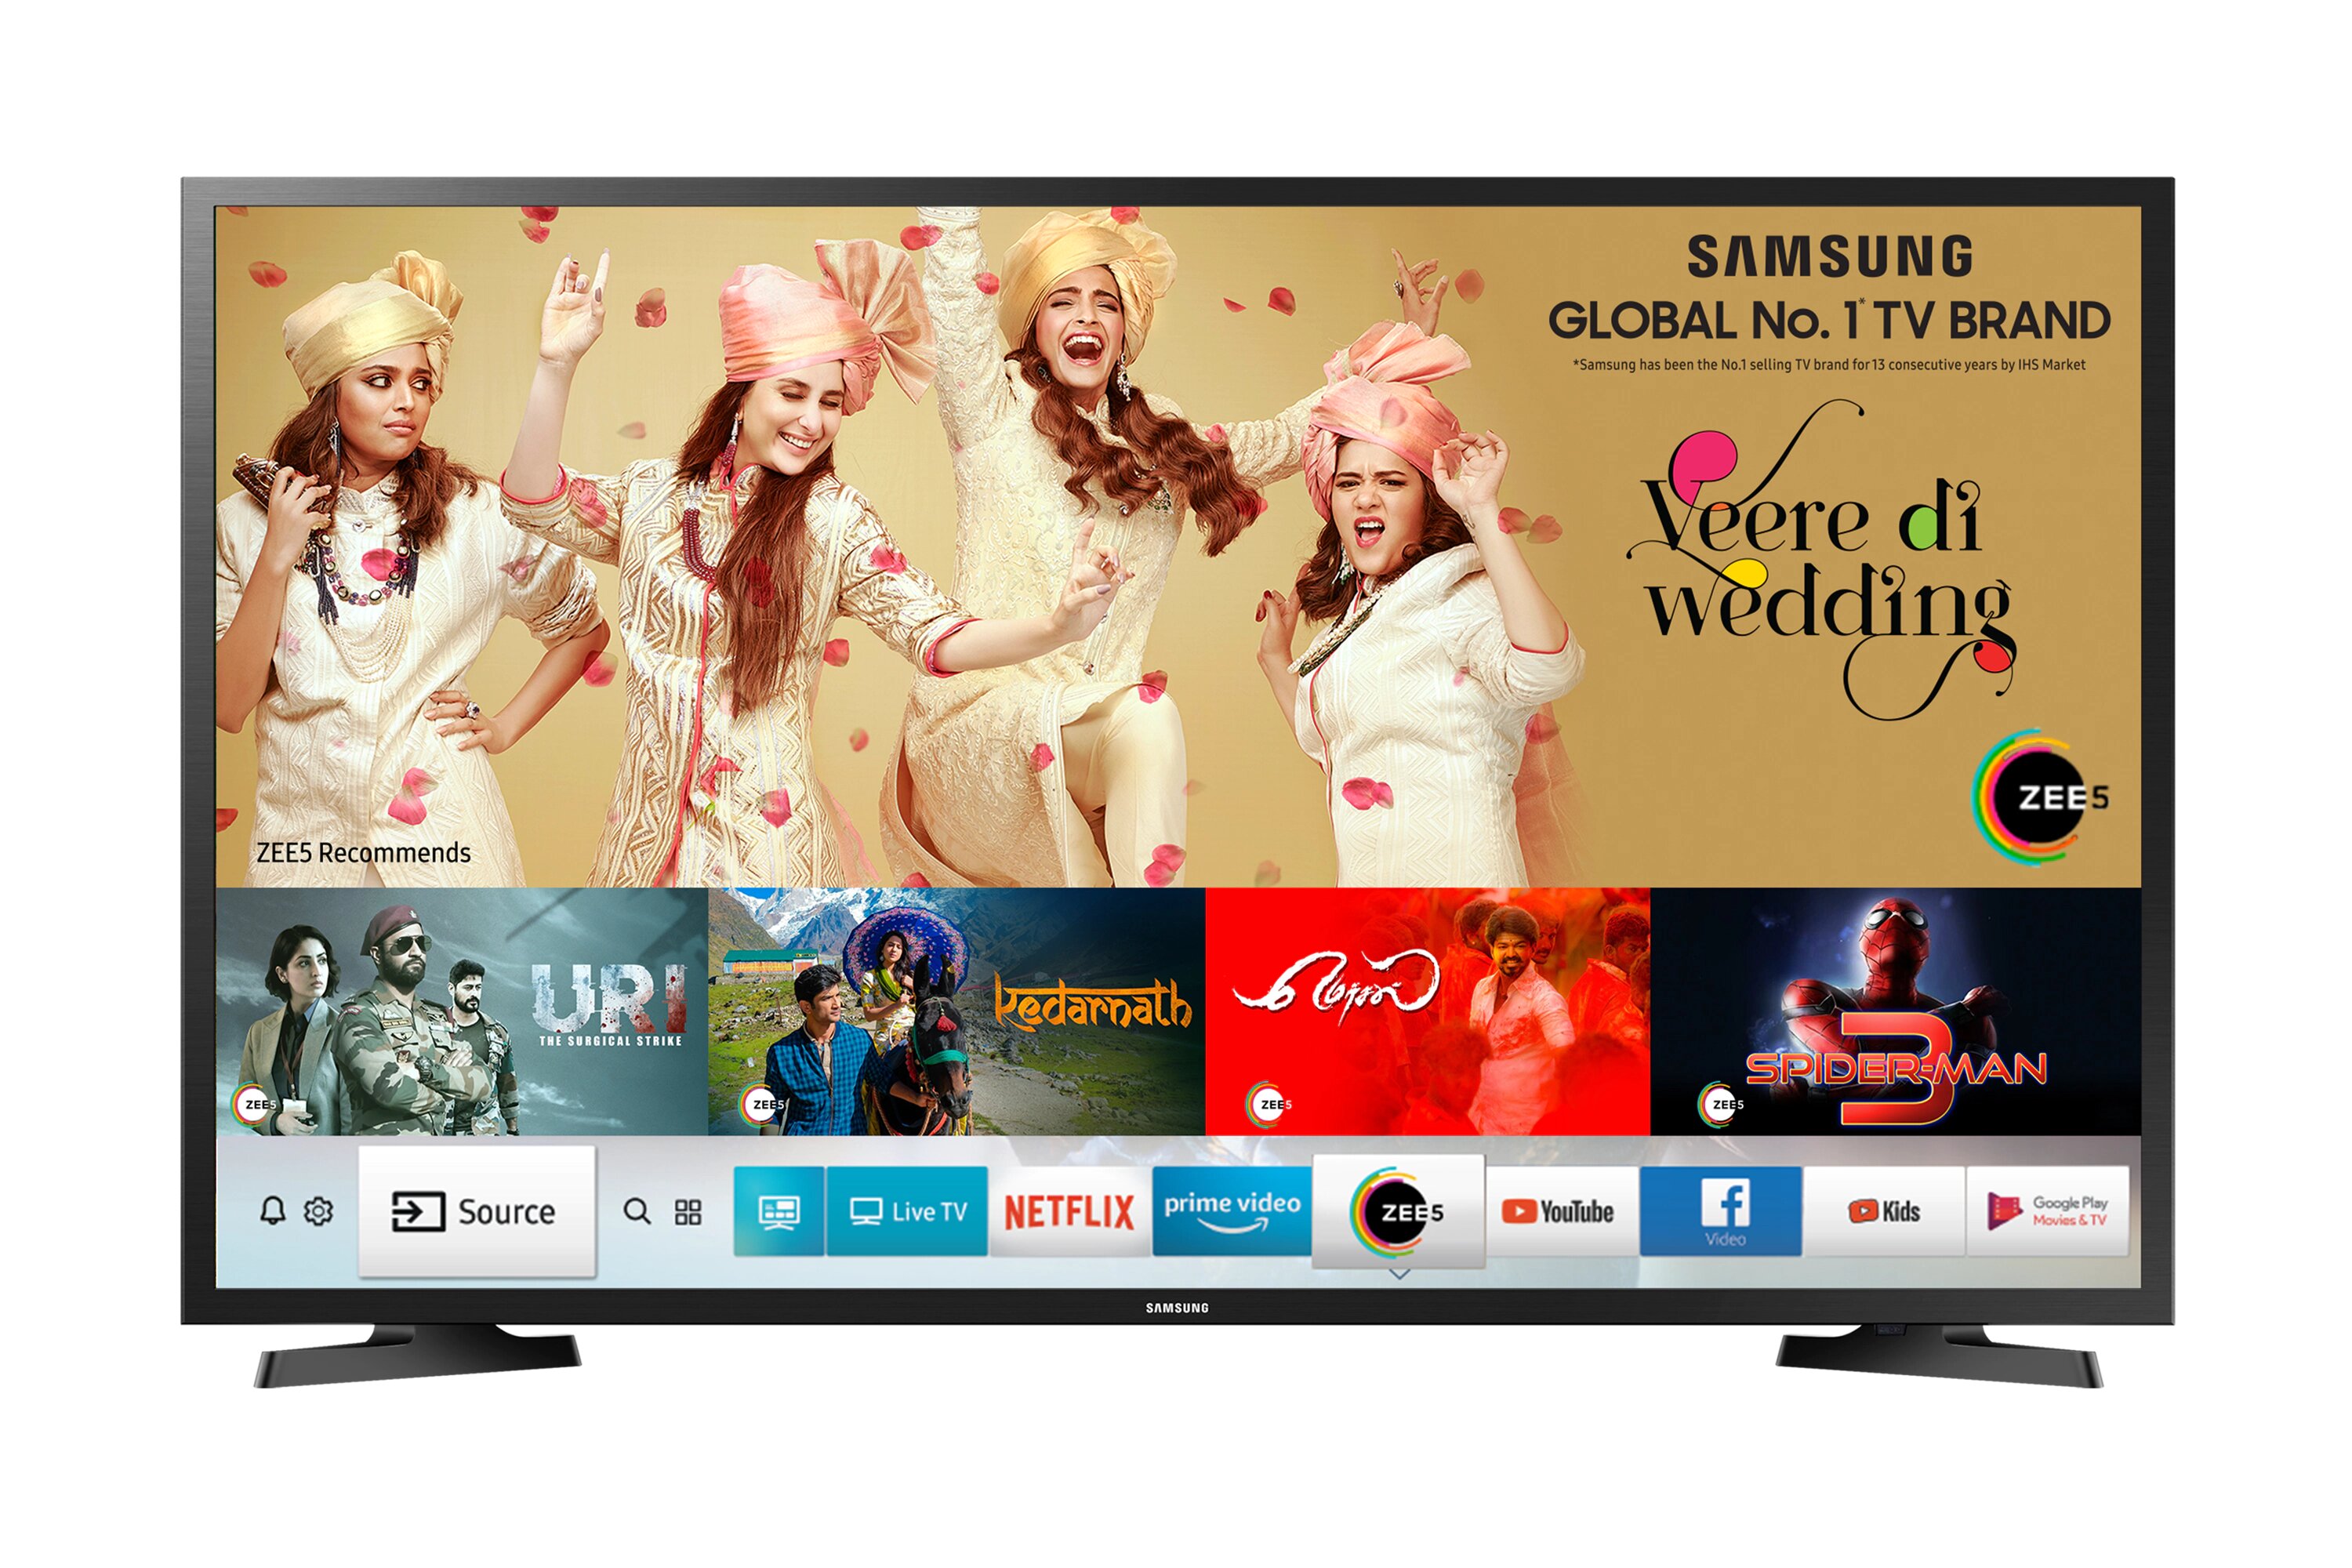 SAMSUNG
GLOBAL No. 1* TV BRAND
*Samsung has been the No.1 selling TV brand for 13 consecutive years by IHS Market
Veere di
wedding
ZEE5
ZEE5 Recommends
URI
THE SURGICAL STRIKE
ZEE5
kedarnath
ZEE5
மெர்சல்
ZEE5
3
SPIDER-MAN
ZEE5
Source
Live TV
NETFLIX
prime video
ZEE5
YouTube
f
Video
Kids
Google Play
Movies & TV
SAMSUNG